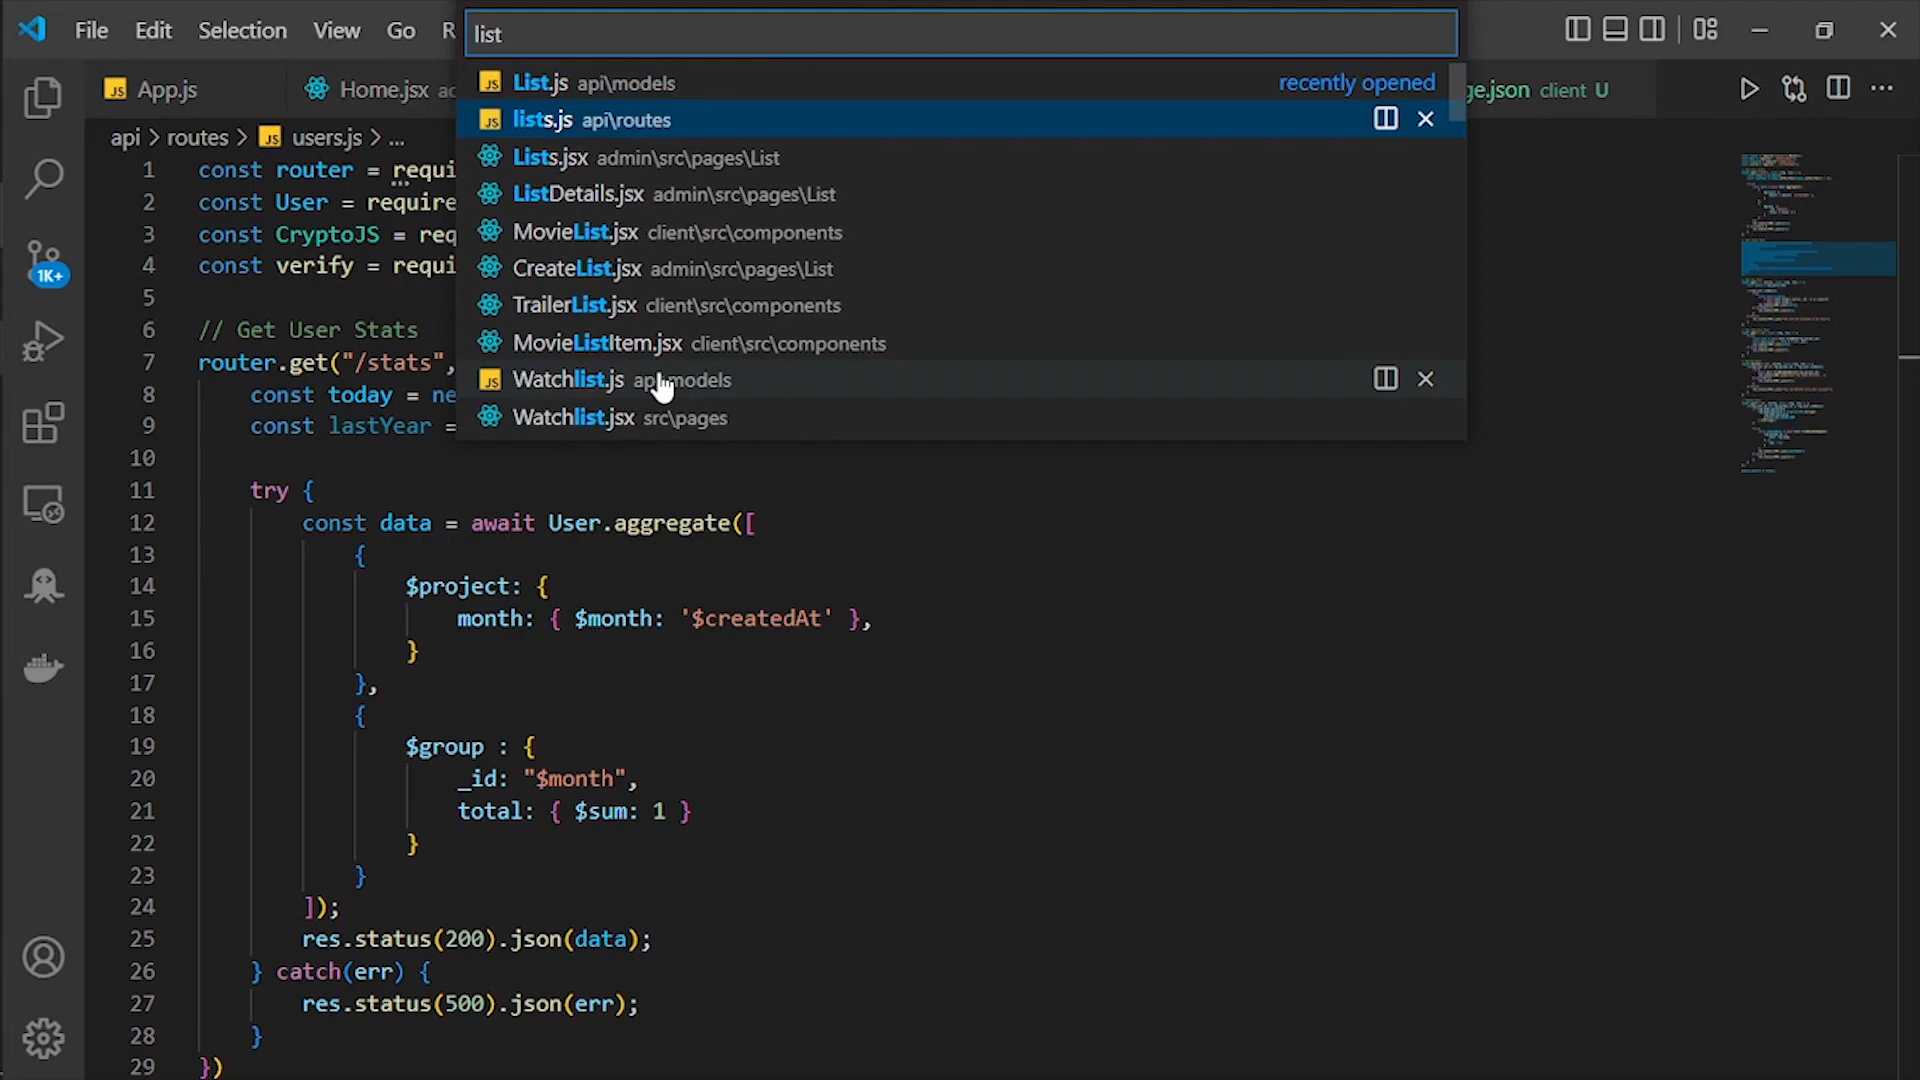 File Edit Selection View Go R
list
List.js api\models recently opened
lists.js api\routes
Lists.jsx admin\src\pages\List
ListDetails.jsx admin\src\pages\List
MovieList.jsx client\src\components
CreateList.jsx admin\src\pages\List
TrailerList.jsx client\src\components
MovieListItem.jsx client\src\components
Watchlist.js api\models
Watchlist.jsx src\pages
JS App.js
Home.jsx
ge.json client U
api > routes > JS users.js > ...
1K+
1 const router = requi
2 const User = require
3 const CryptoJS = req
4 const verify = requi
5
6 // Get User Stats
7 router.get("/stats",
8 const today = ne
9 const lastYear =
10
11 try {
12 const data = await User.aggregate([
13 {
14 $project: {
15 month: { $month: '$createdAt' },
16 }
17 },
18 {
19 $group : {
20 _id: "$month",
21 total: { $sum: 1 }
22 }
23 }
24 ]);
25 res.status(200).json(data);
26 } catch(err) {
27 res.status(500).json(err);
28 }
29 })